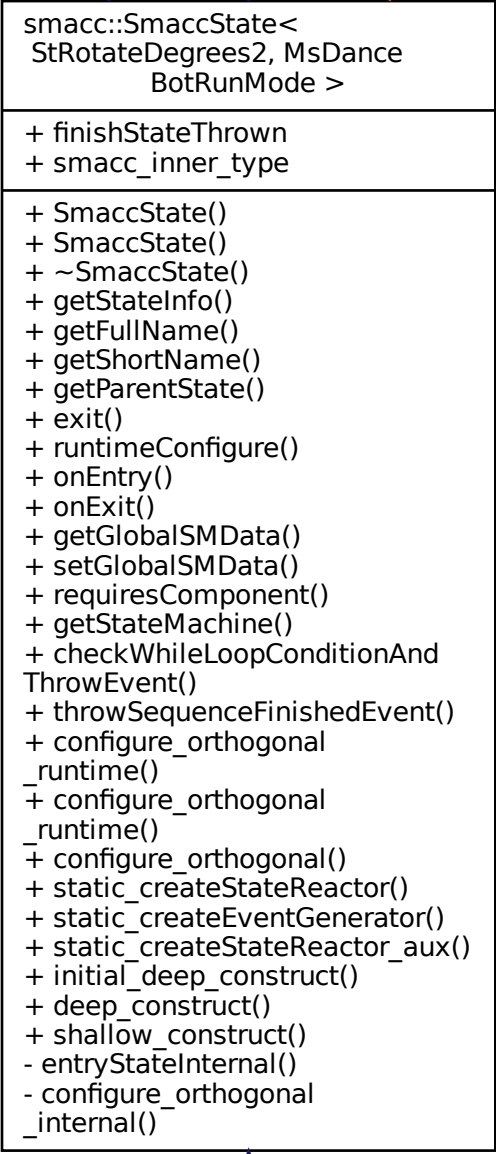 smacc::SmaccState<
StRotateDegrees2, MsDance
BotRunMode >
+ finishStateThrown
+ smacc_inner_type
+ SmaccState()
+ SmaccState()
+ ~SmaccState()
+ getStateInfo()
+ getFullName()
+ getShortName()
+ getParentState()
+ exit()
+ runtimeConfigure()
+ onEntry()
+ onExit()
+ getGlobalSMData()
+ setGlobalSMData()
+ requiresComponent()
+ getStateMachine()
+ checkWhileLoopConditionAnd
ThrowEvent()
+ throwSequenceFinishedEvent()
+ configure_orthogonal
_runtime()
+ configure_orthogonal
_runtime()
+ configure_orthogonal()
+ static_createStateReactor()
+ static_createEventGenerator()
+ static_createStateReactor_aux()
+ initial_deep_construct()
+ deep_construct()
+ shallow_construct()
- entryStateInternal()
- configure_orthogonal
_internal()